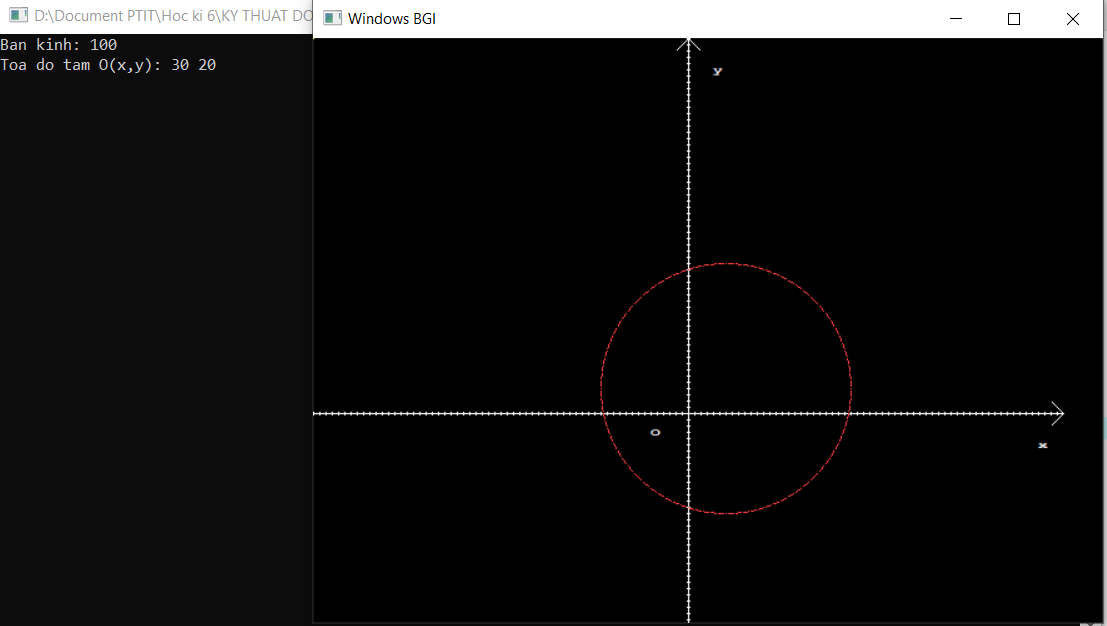 D:\Document PTIT\Hoc ki 6\KY THUAT DO
Windows BGI
Ban kinh: 100
Toa do tam O(x,y): 30 20
y
O
x